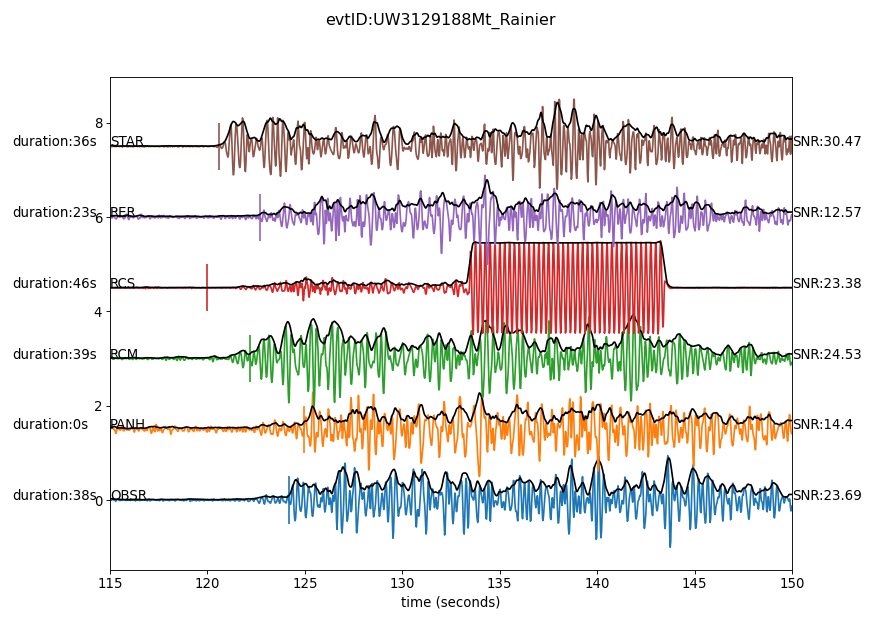 evtID:UW3129188Mt_Rainier
8
duration:36s STAR SNR:30.47
duration:23s RER SNR:12.57
6
duration:46s RCS SNR:23.38
4
duration:39s RCM SNR:24.53
2
duration:0s PANH SNR:14.4
duration:38s OBSR SNR:23.69
0
115 120 125 130 135 140 145 150
time (seconds)